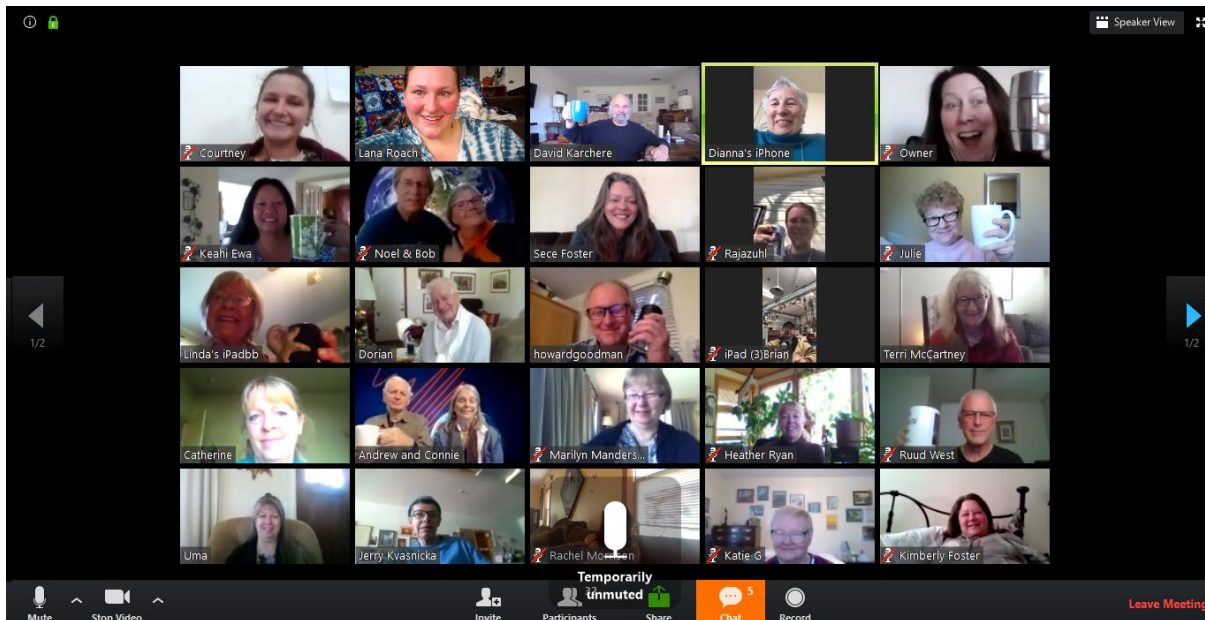 Speaker View
Courtney
Lana Roach
David Karchere
Dianna's iPhone
Owner
Keahi Ewa
Noel & Bob
Sece Foster
Rajazuhl
Julie
1/2
Linda's iPadbb
Dorian
howardgoodman
iPad (3)Brian
Terri McCartney
1/2
Catherine
Andrew and Connie
Marilyn Manders...
Heather Ryan
Ruud West
Uma
Jerry Kvasnicka
Rachel Morrison
Katie G
Kimberly Foster
Temporarily
unmuted
5
Mute
Stop Video
Invite
Participants
Share
Chat
Record
Leave Meeting